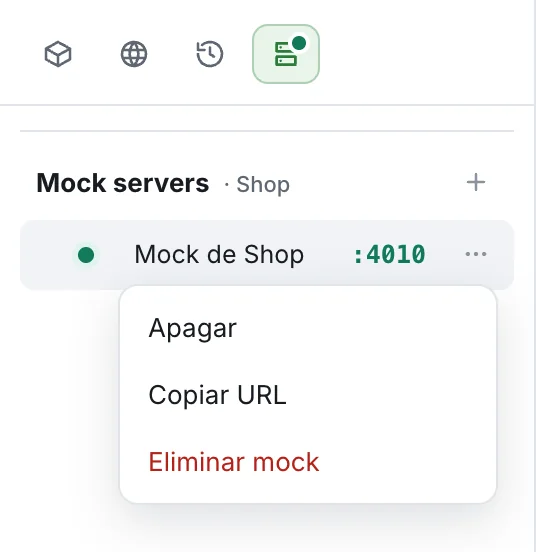 Mock servers · Shop
Mock de Shop :4010
Apagar
Copiar URL
Eliminar mock